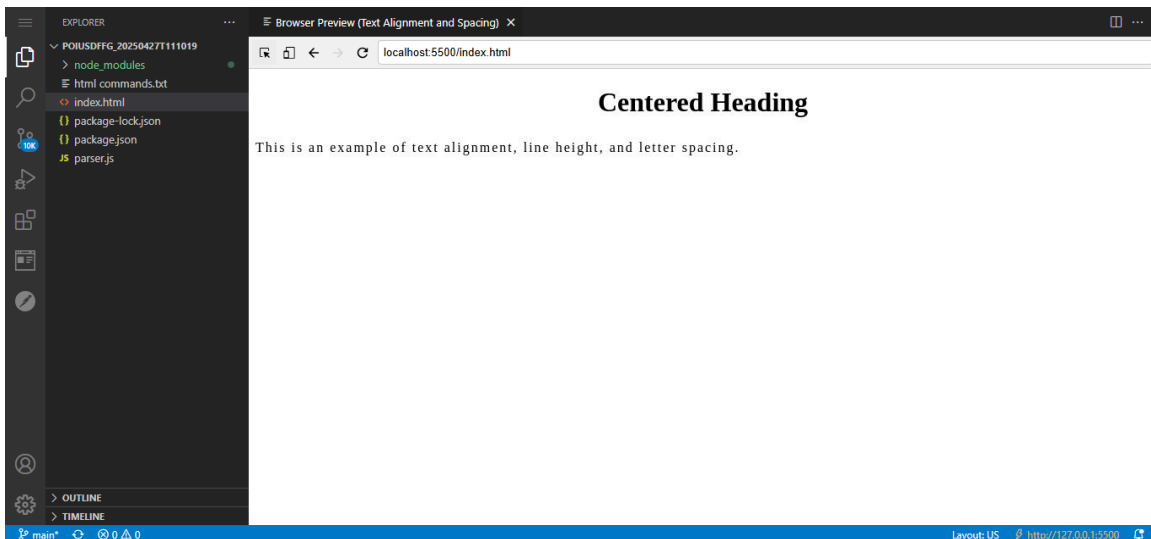 EXPLORER
···
Browser Preview (Text Alignment and Spacing)
POIUSDFFG_20250427T111019
node_modules
html commands.txt
index.html
package-lock.json
package.json
JS parser.js
OUTLINE
TIMELINE
10K
localhost:5500/index.html
Centered Heading
This is an example of text alignment, line height, and letter spacing.
main* 0 0
Layout: US http://127.0.0.1:5500